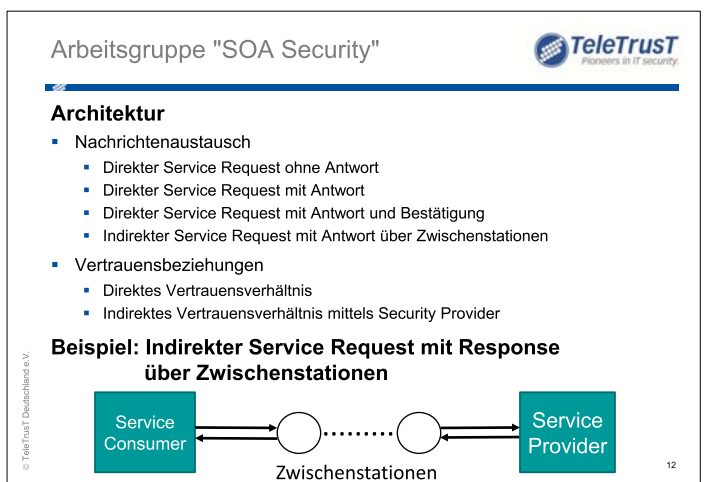 Arbeitsgruppe "SOA Security"
TeleTrusT
Pioneers in IT security.
Architektur
Nachrichtenaustausch
Direkter Service Request ohne Antwort
Direkter Service Request mit Antwort
Direkter Service Request mit Antwort und Bestätigung
Indirekter Service Request mit Antwort über Zwischenstationen
Vertrauensbeziehungen
Direktes Vertrauensverhältnis
Indirektes Vertrauensverhältnis mittels Security Provider
Beispiel: Indirekter Service Request mit Response
über Zwischenstationen
Service
Consumer
Service
Provider
Zwischenstationen
© TeleTrusT Deutschland e.V.
12